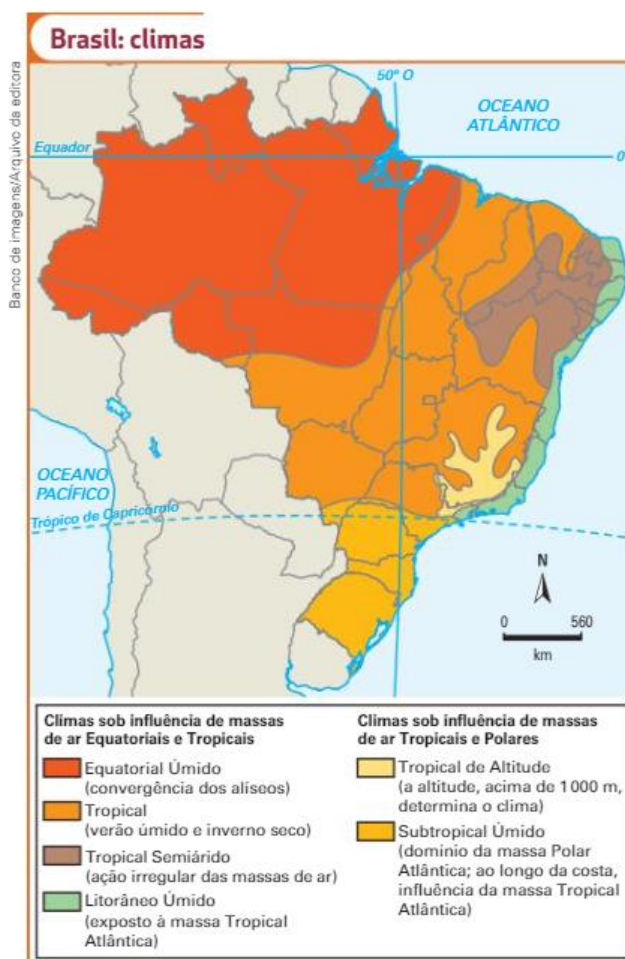 Brasil: climas
Banco de imagens/Arquivo da editora
50° O
OCEANO
ATLÂNTICO
Equador
0°
OCEANO
PACÍFICO
Trópico de Capricórnio
N
0
560
km
Climas sob influência de massas
de ar Equatoriais e Tropicais
Equatorial Úmido
(convergência dos alíseos)
Tropical
(verão úmido e inverno seco)
Tropical Semiárido
(ação irregular das massas de ar)
Litorâneo Úmido
(exposto à massa Tropical
Atlântica)
Climas sob influência de massas
de ar Tropicais e Polares
Tropical de Altitude
(a altitude, acima de 1 000 m,
determina o clima)
Subtropical Úmido
(domínio da massa Polar
Atlântica; ao longo da costa,
influência da massa Tropical
Atlântica)